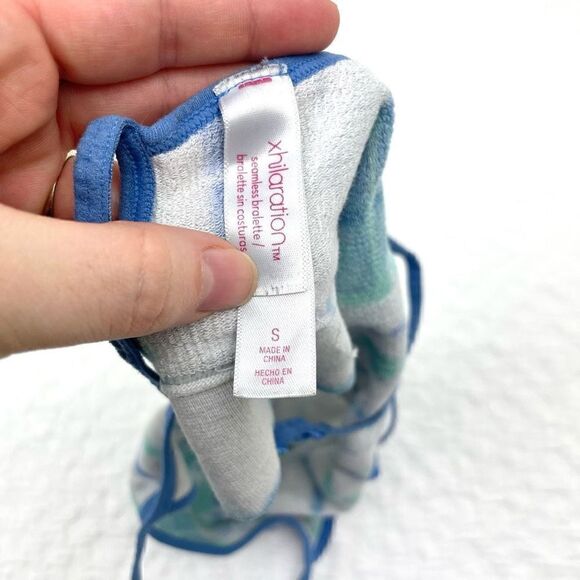 xhilaration™
seamless bralette /
bralette sin costuras
S
MADE IN
CHINA
HECHO EN
CHINA